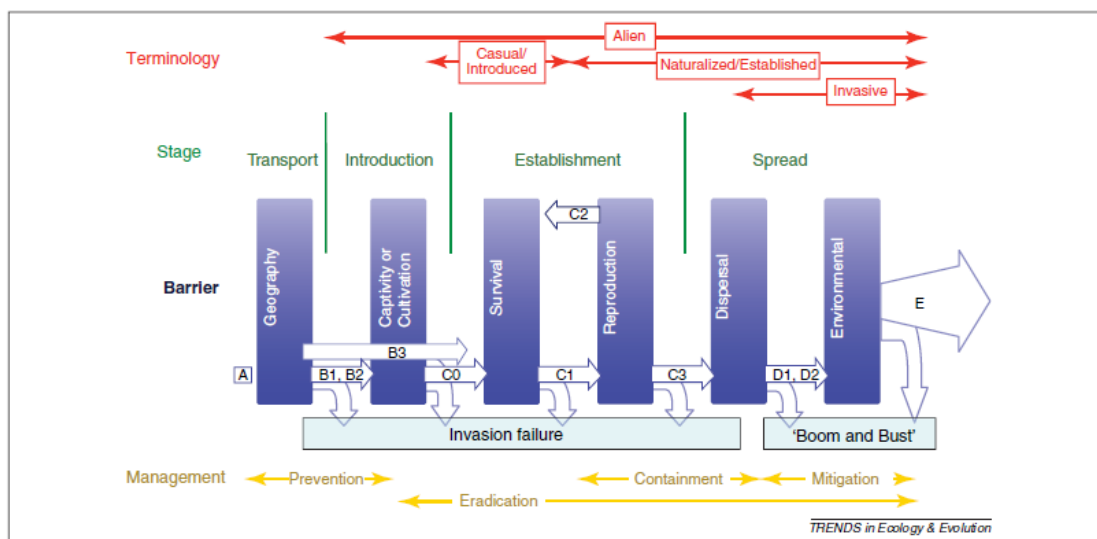 Alien
Terminology
Casual/
Introduced
Naturalized/Established
Invasive
Stage
Transport
Introduction
Establishment
Spread
Barrier
Geography
Captivity or
Cultivation
Survival
Reproduction
Dispersal
Environmental
C2
E
B3
A
B1, B2
C0
C1
C3
D1, D2
Invasion failure
'Boom and Bust'
Management
Prevention
Containment
Mitigation
Eradication
TRENDS in Ecology & Evolution